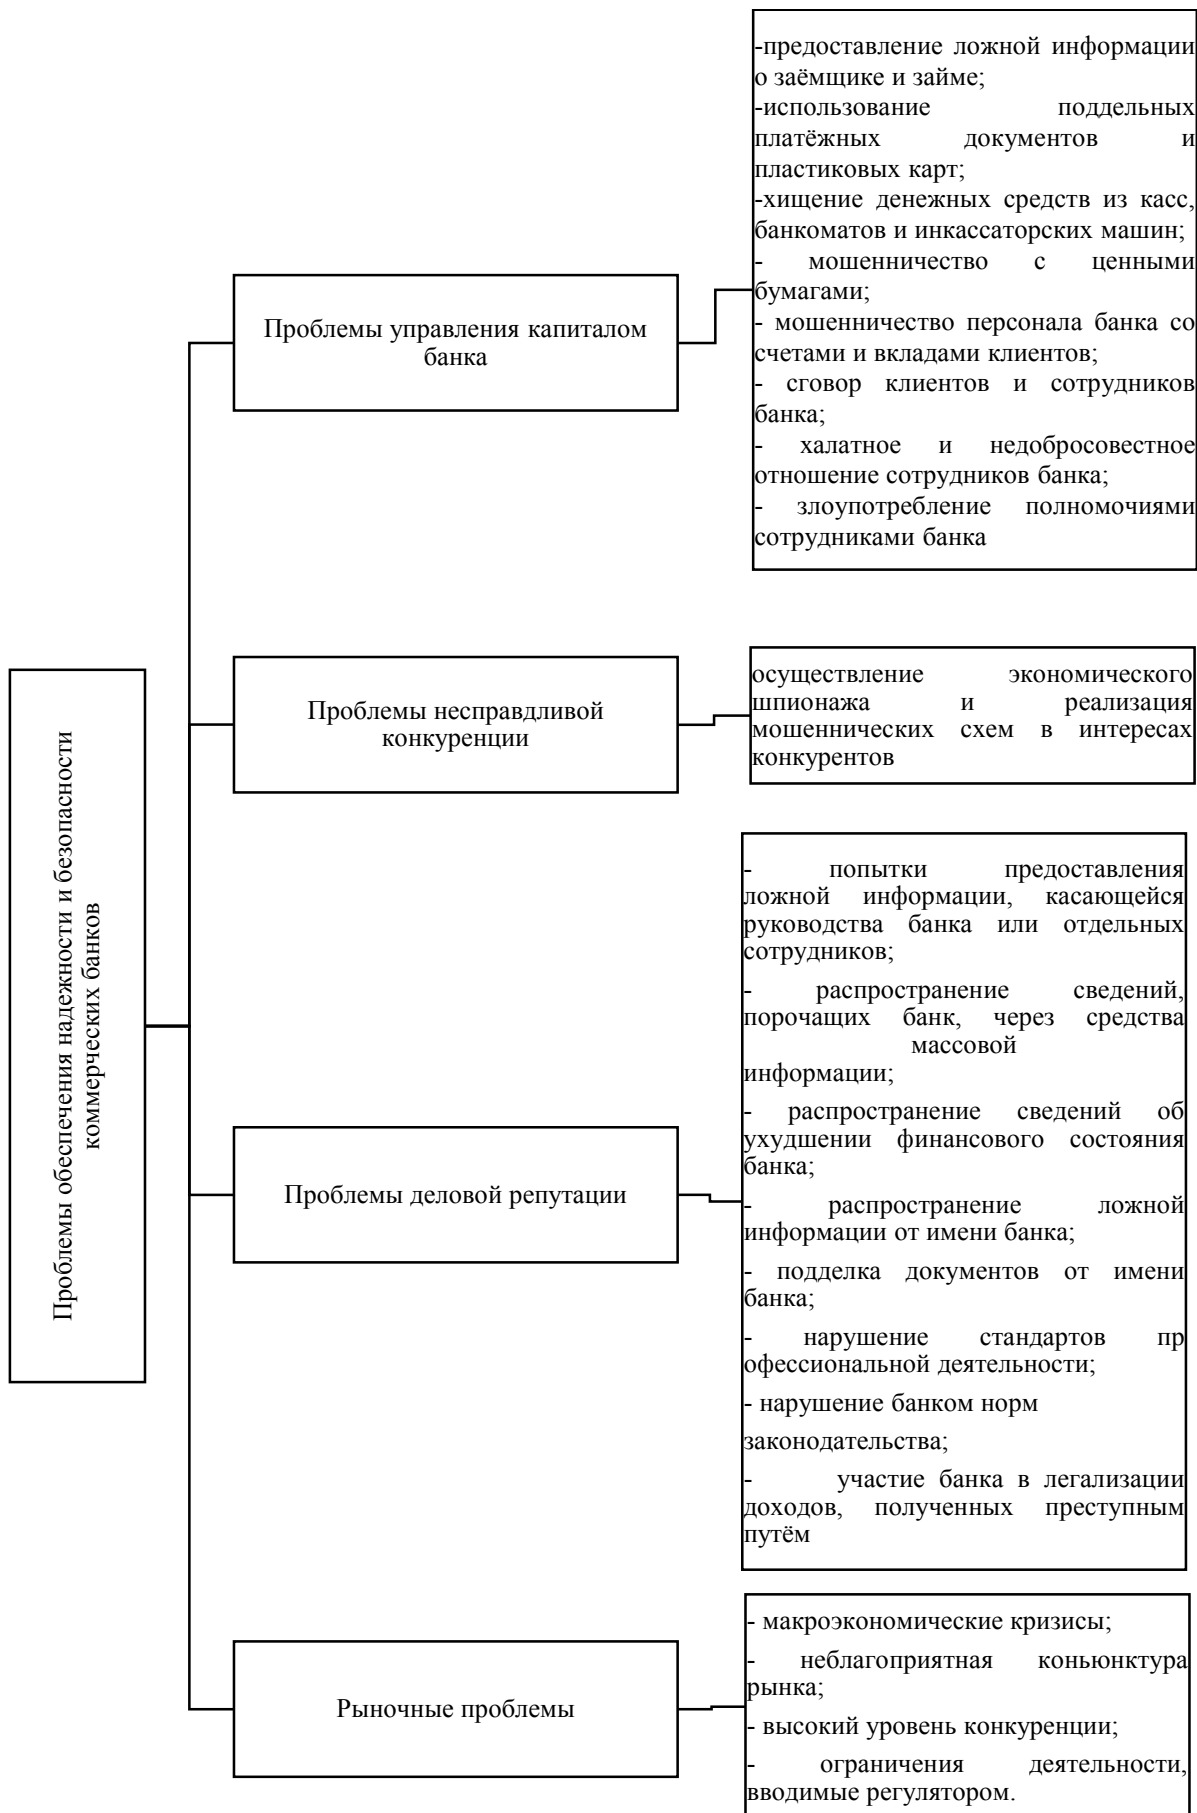 Проблемы обеспечения надежности и безопасности
коммерческих банков
Проблемы управления капиталом
банка
-предоставление ложной информации
о заёмщике и займе;
-использование поддельных
платёжных документов и
пластиковых карт;
-хищение денежных средств из касс,
банкоматов и инкассаторских машин;
- мошенничество с ценными
бумагами;
- мошенничество персонала банка со
счетами и вкладами клиентов;
- сговор клиентов и сотрудников
банка;
- халатное и недобросовестное
отношение сотрудников банка;
- злоупотребление полномочиями
сотрудниками банка
Проблемы несправдливой
конкуренции
осуществление экономического
шпионажа и реализация
мошеннических схем в интересах
конкурентов
Проблемы деловой репутации
- попытки предоставления
ложной информации, касающейся
руководства банка или отдельных
сотрудников;
- распространение сведений,
порочащих банк, через средства
массовой
информации;
- распространение сведений об
ухудшении финансового состояния
банка;
- распространение ложной
информации от имени банка;
- подделка документов от имени
банка;
- нарушение стандартов пр
офессиональной деятельности;
- нарушение банком норм
законодательства;
- участие банка в легализации
доходов, полученных преступным
путём
Рыночные проблемы
- макроэкономические кризисы;
- неблагоприятная коньюнктура
рынка;
- высокий уровень конкуренции;
- ограничения деятельности,
вводимые регулятором.